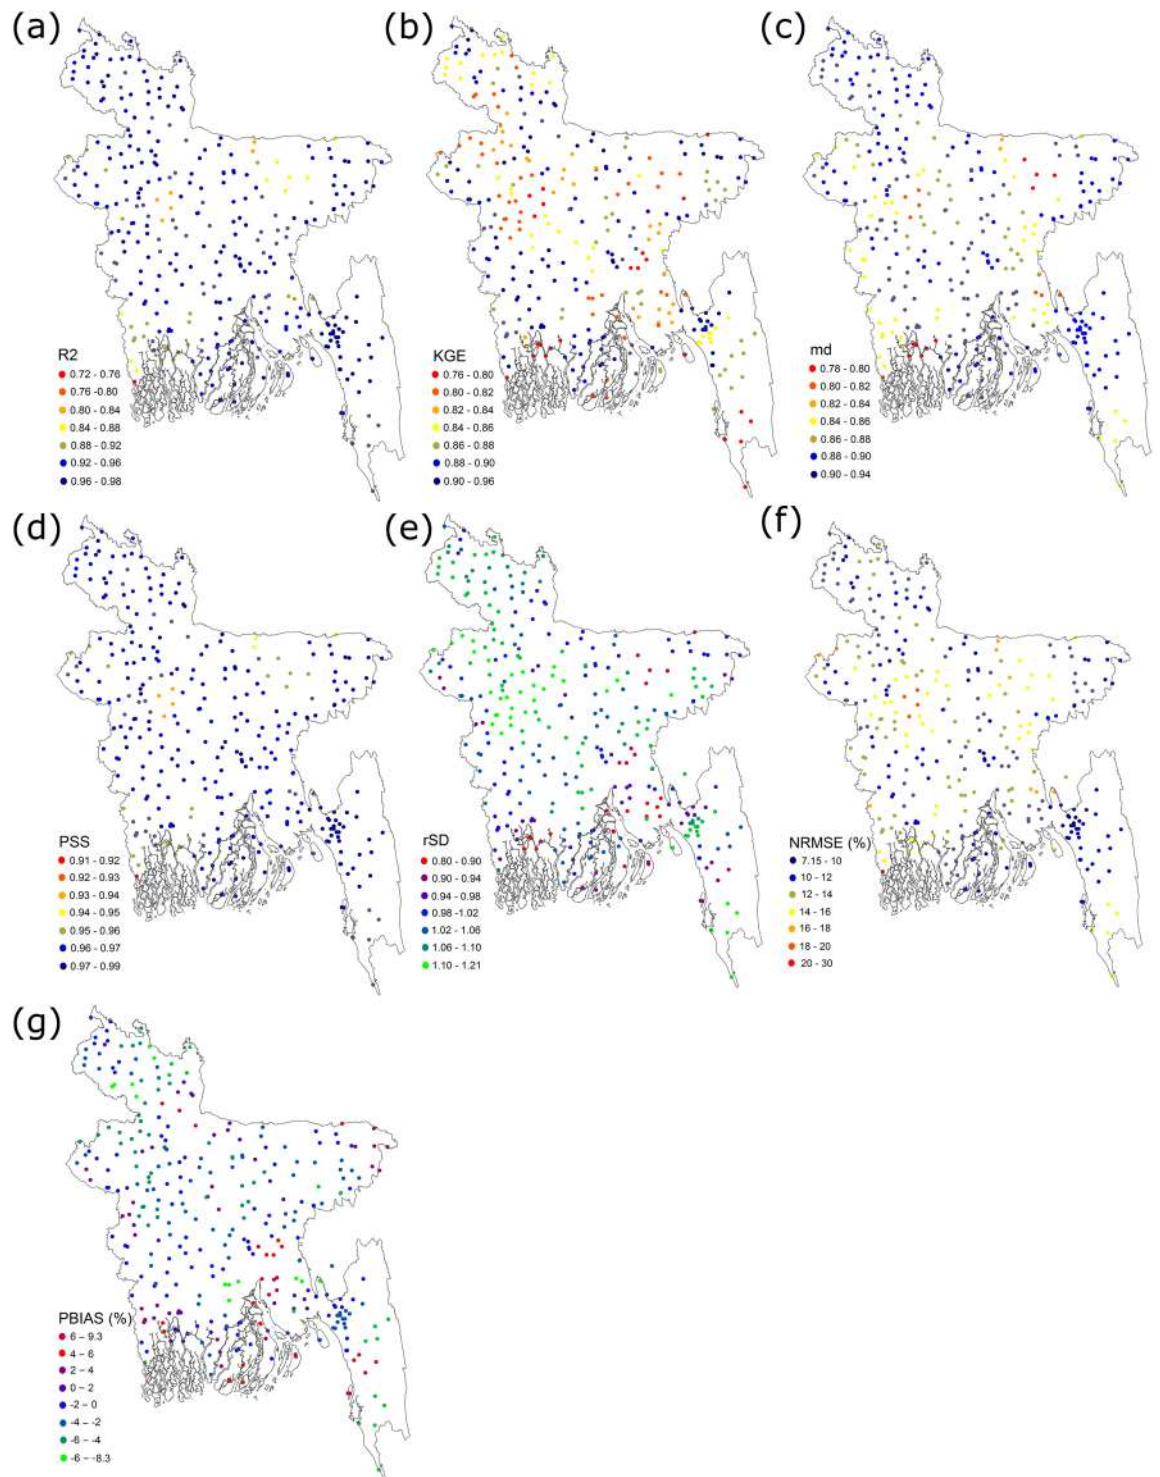 (a)
R2
0.72 - 0.76
0.76-0.80
0.80 - 0.84
0.84 - 0.88
0.88 - 0.92
0.92 - 0.96
0.96 - 0.98
(b)
KGE
0.76 - 0.80
0.80 - 0.82
0.82 - 0.84
0.84 - 0.86
0.86 - 0.88
0.88 - 0.90
0.90 - 0.96
(c)
md
0.78 - 0.80
0.80 - 0.82
0.82 - 0.84
0.84 - 0.86
0.86 - 0.88
0.88 - 0.90
0.90 - 0.94
(d)
PSS
0.91 - 0.92
0.92 - 0.93
0.93 - 0.94
0.94 - 0.95
0.95 - 0.96
0.96 - 0.97
0.97 - 0.99
(e)
rSD
0.80 - 0.90
0.90 - 0.94
0.94 - 0.98
0.98 - 1.02
1.02 - 1.06
1.06 - 1.10
1.10 - 1.21
(f)
NRMSE (%)
7.15 - 10
10 - 12
12 - 14
14 - 16
16 - 18
18 - 20
20 - 30
(g)
PBIAS (%)
6 – 9.3
4 – 6
2 – 4
0 – 2
-2 – 0
-4 – -2
-6 – -4
-6 – -8.3